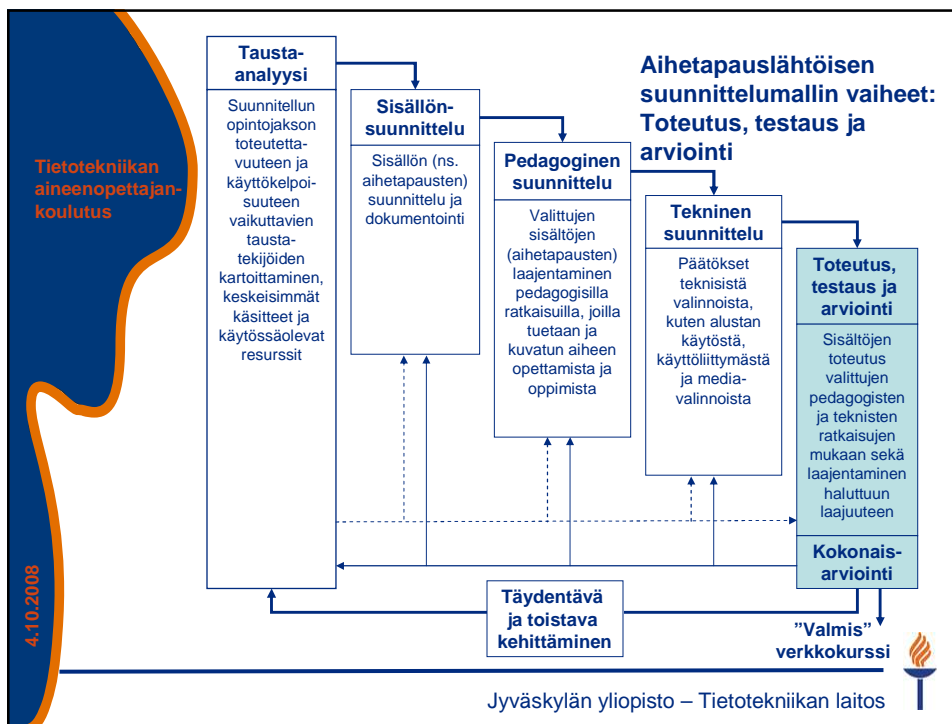 Tietotekniikan
aineenopettajan-
koulutus
4.10.2008
Aihetapauslähtöisen
suunnittelumallin vaiheet:
Toteutus, testaus ja
arviointi
Tausta-
analyysi
Suunnitellun
opintojakson
toteutetta-
vuuteen ja
käyttökelpoi-
suuteen
vaikuttavien
tausta-
tekijöiden
kartoittaminen,
keskeisimmät
käsitteet ja
käytössäolevat
resurssit
Sisällön-
suunnittelu
Sisällön (ns.
aihetapausten)
suunnittelu ja
dokumentointi
Pedagoginen
suunnittelu
Valittujen
sisältöjen
(aihetapausten)
laajentaminen
pedagogisilla
ratkaisuilla, joilla
tuetaan ja
kuvatun aiheen
opettamista ja
oppimista
Tekninen
suunnittelu
Päätökset
teknisistä
valinnoista,
kuten alustan
käytöstä,
käyttöliittymästä
ja media-
valinnoista
Toteutus,
testaus ja
arviointi
Sisältöjen
toteutus
valittujen
pedagogisten
ja teknisten
ratkaisujen
mukaan sekä
laajentaminen
haluttuun
laajuuteen
Kokonais-
arviointi
Täydentävä
ja toistava
kehittäminen
”Valmis”
verkkokurssi
Jyväskylän yliopisto – Tietotekniikan laitos